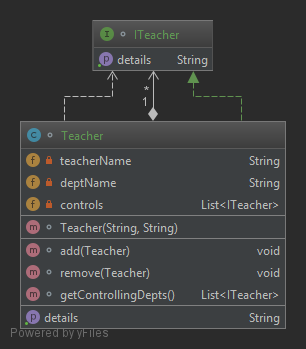 I ITeacher
p details String
*
1
C Teacher
f teacherName String
f deptName String
f controls List<ITeacher>
m Teacher(String, String)
m add(Teacher) void
m remove(Teacher) void
m getControllingDepts() List<ITeacher>
p details String
Powered by yFiles